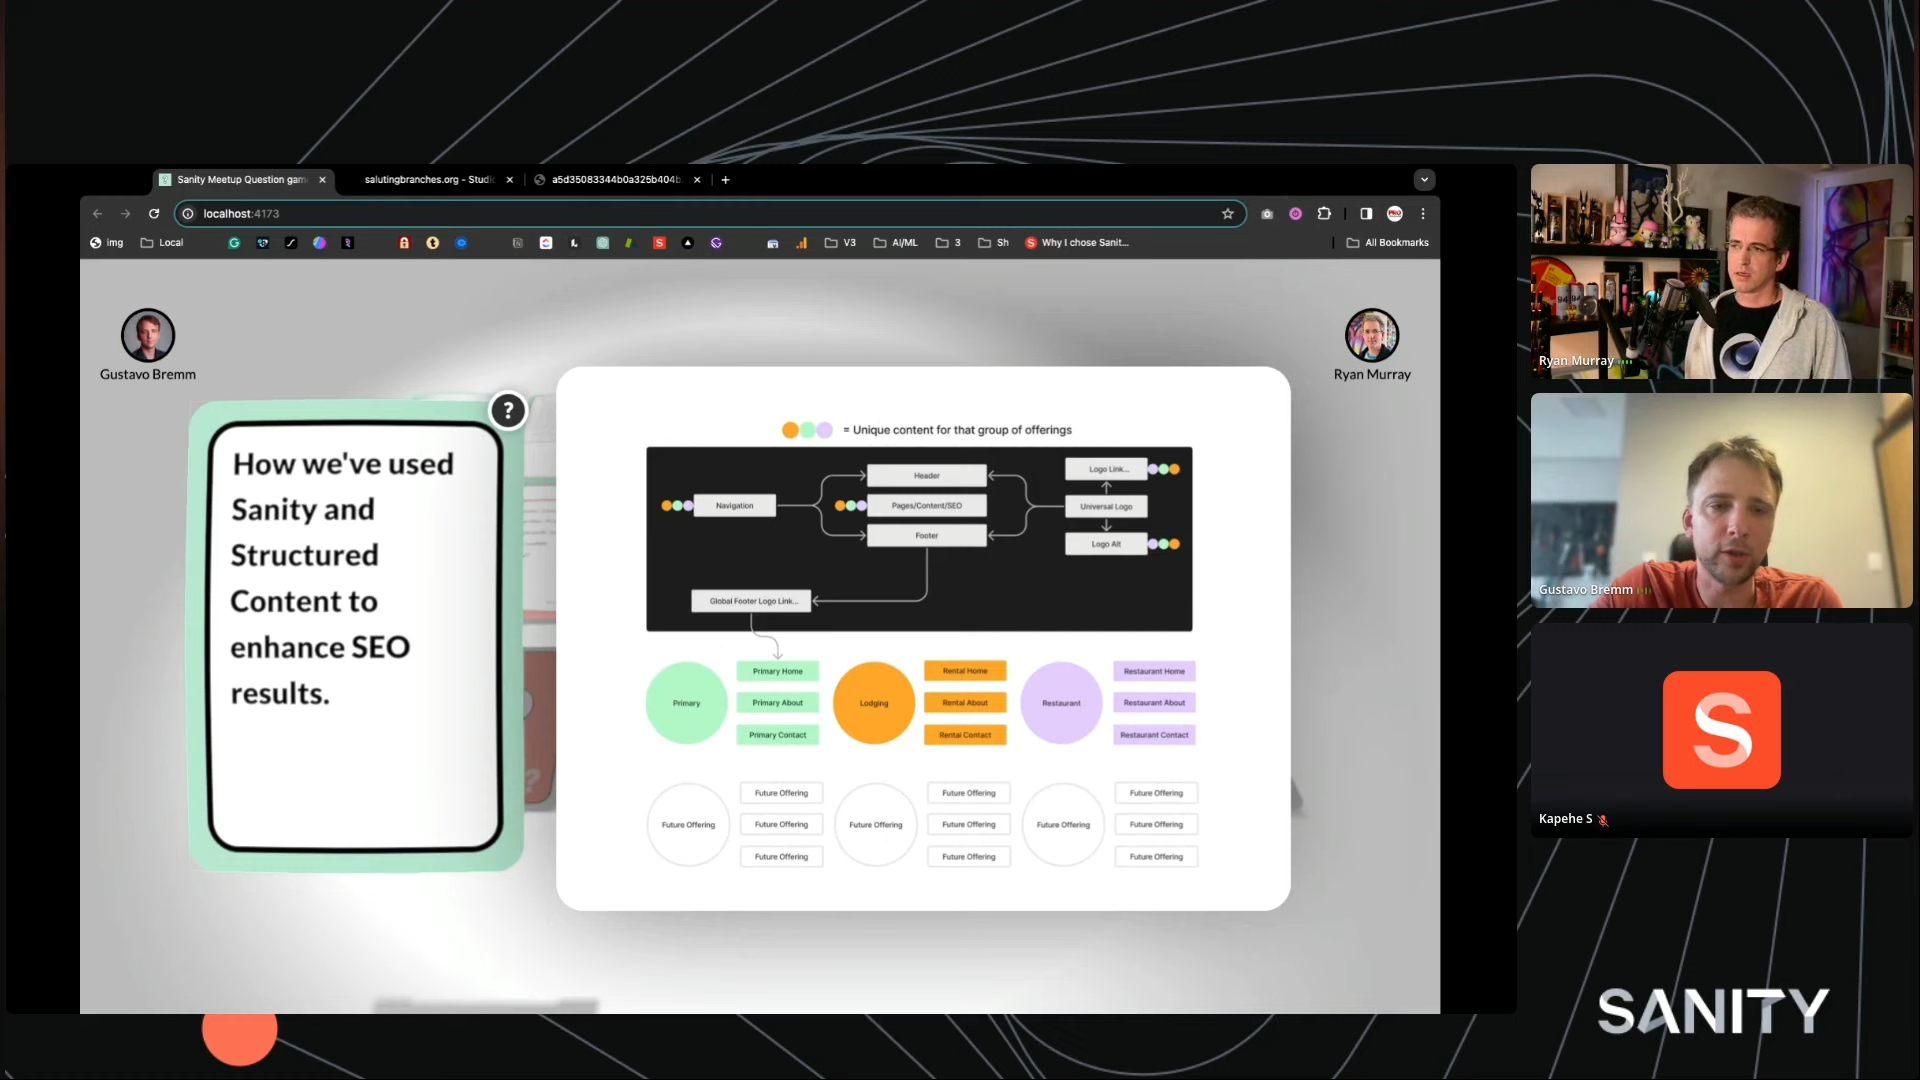 Sanity Meetup Question gam
salutingbranches.org - Studi
a5d35083344b0a325b404b
localhost:4173
img
Local
V3
AI/ML
3
Sh
Why I chose Sanit...
All Bookmarks
Gustavo Bremm
Ryan Murray
?
How we've used
Sanity and
Structured
Content to
enhance SEO
results.
= Unique content for that group of offerings
Navigation
Header
Pages/Content/SEO
Footer
Logo Link...
Universal Logo
Logo Alt
Global Footer Logo Link...
Primary
Primary Home
Primary About
Primary Contact
Lodging
Rental Home
Rental About
Rental Contact
Restaurant
Restaurant Home
Restaurant About
Restaurant Contact
Future Offering
Future Offering
Future Offering
Future Offering
Future Offering
Future Offering
Future Offering
Future Offering
Future Offering
Future Offering
Future Offering
Future Offering
Ryan Murray
Gustavo Bremm
S
Kapehe S
SANITY